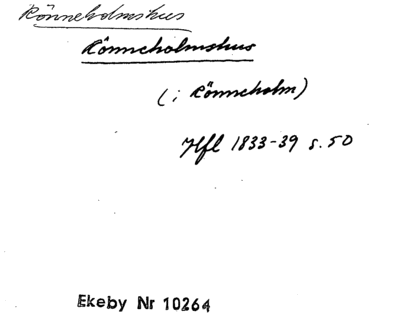 Rönneholmshus
Rönneholmshus
(i Rönneholm)
Hfl 1833-39 s. 50
Ekeby Nr 10264